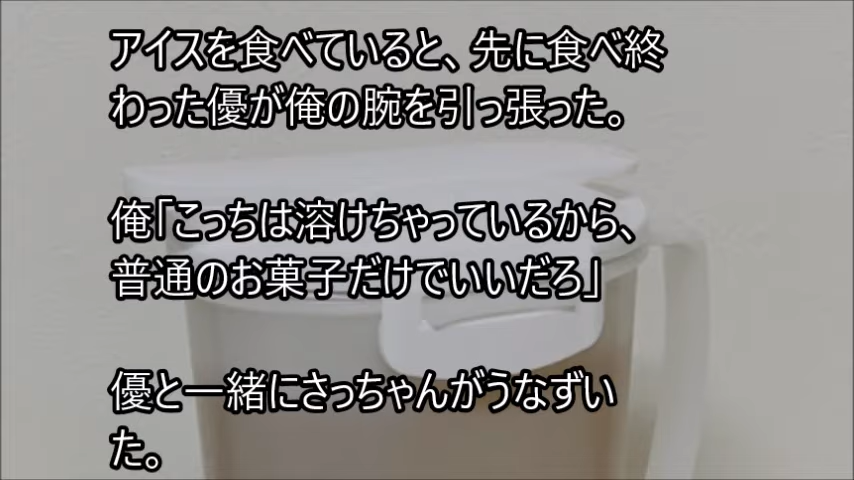 アイスを食べていると、先に食べ終
わった優が俺の腕を引っ張った。
俺「こっちは溶けちゃっているから、
普通のお菓子だけでいいだろ」
優と一緒にさっちゃんがうなずい
た。